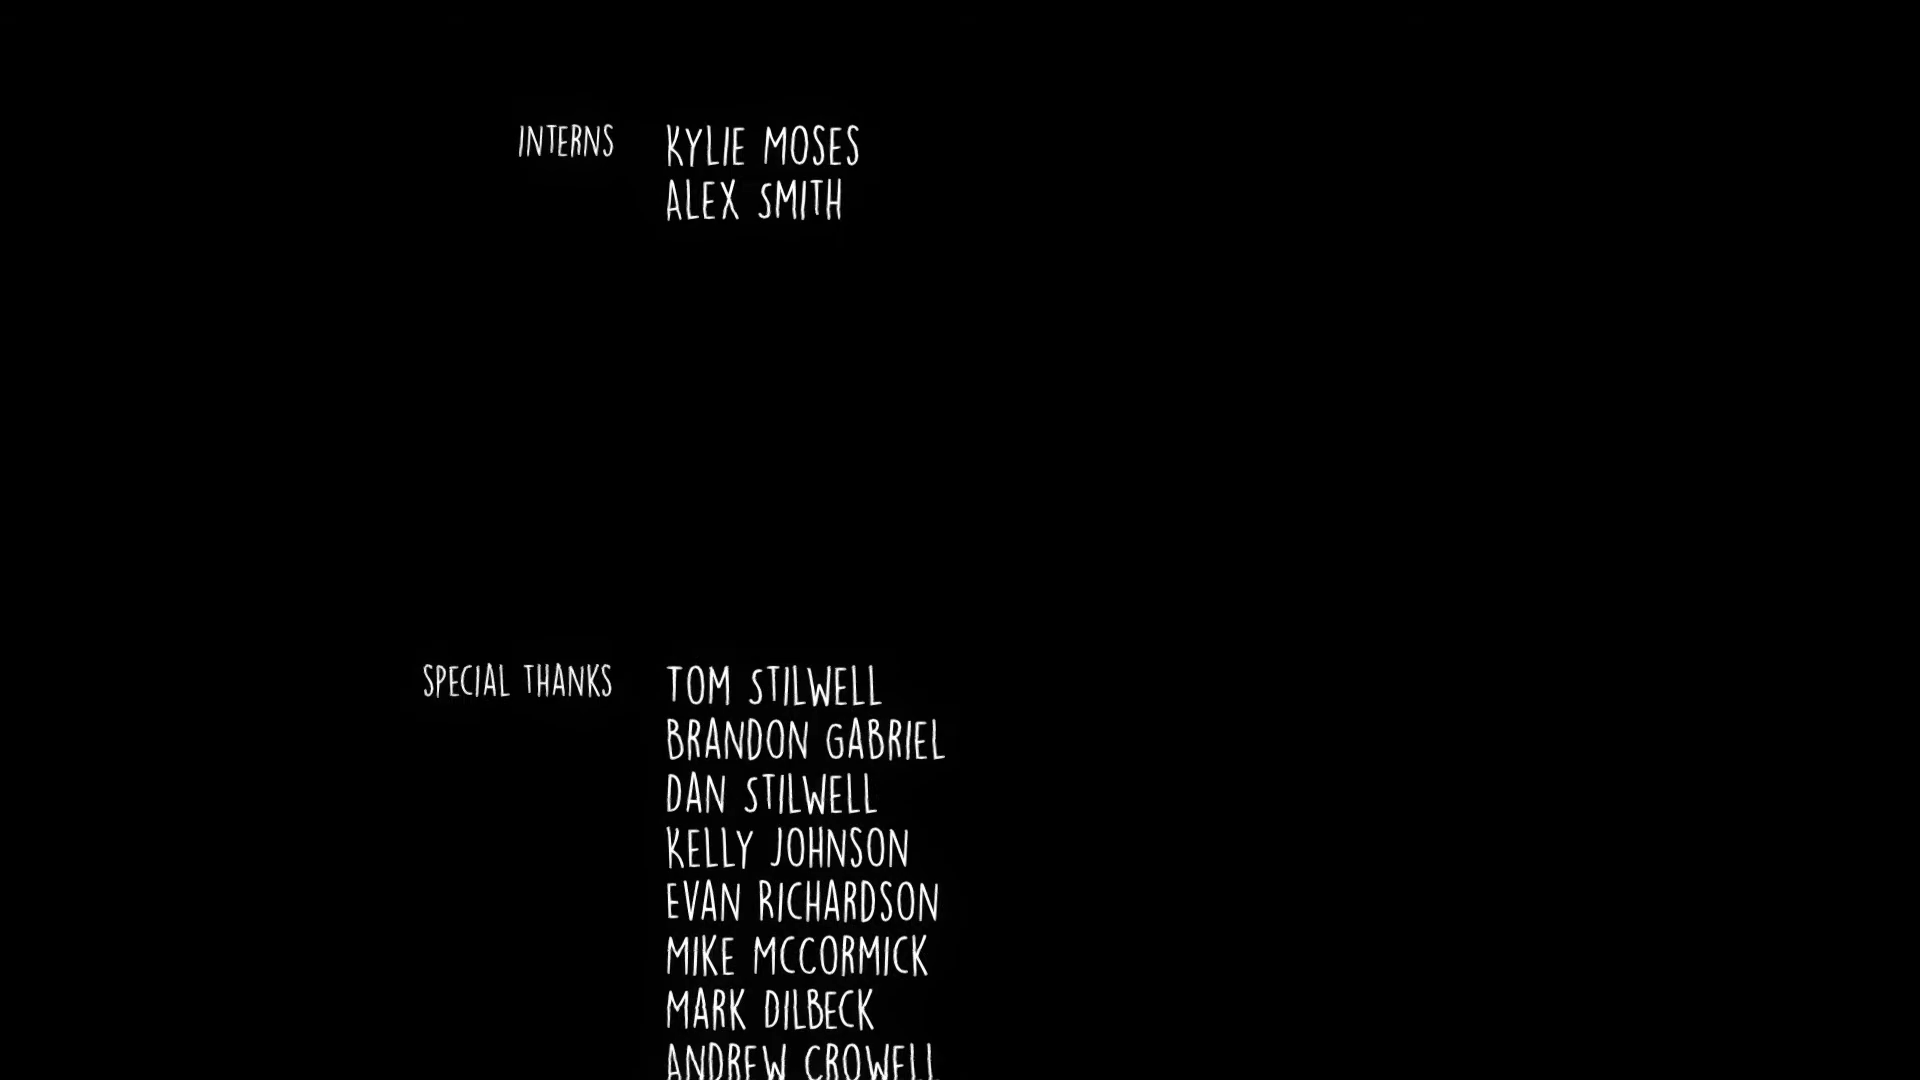 INTERNS KYLIE MOSES
ALEX SMITH
SPECIAL THANKS TOM STILWELL
BRANDON GABRIEL
DAN STILWELL
KELLY JOHNSON
EVAN RICHARDSON
MIKE MCCORMICK
MARK DILBECK
ANDREW CROWELL